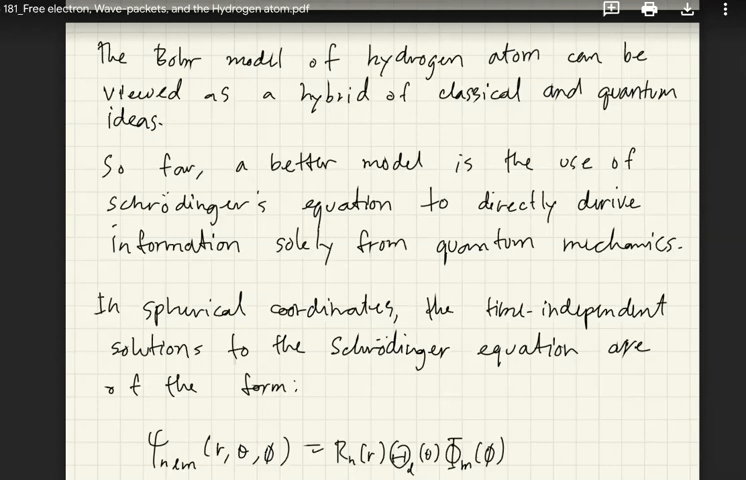 181_Free electron, Wave-packets, and the Hydrogen atom.pdf
The Bohr model of hydrogen atom can be
viewed as a hybrid of classical and quantum
ideas.
So far, a better model is the use of
schrödinger's equation to directly derive
information solely from quantum mechanics.
In spherical coordinates, the time-independent
solutions to the Schrödinger equation are
of the form:
Ψnlm (r, θ, ϕ) = Rn(r) Θl(θ) Φm(ϕ)